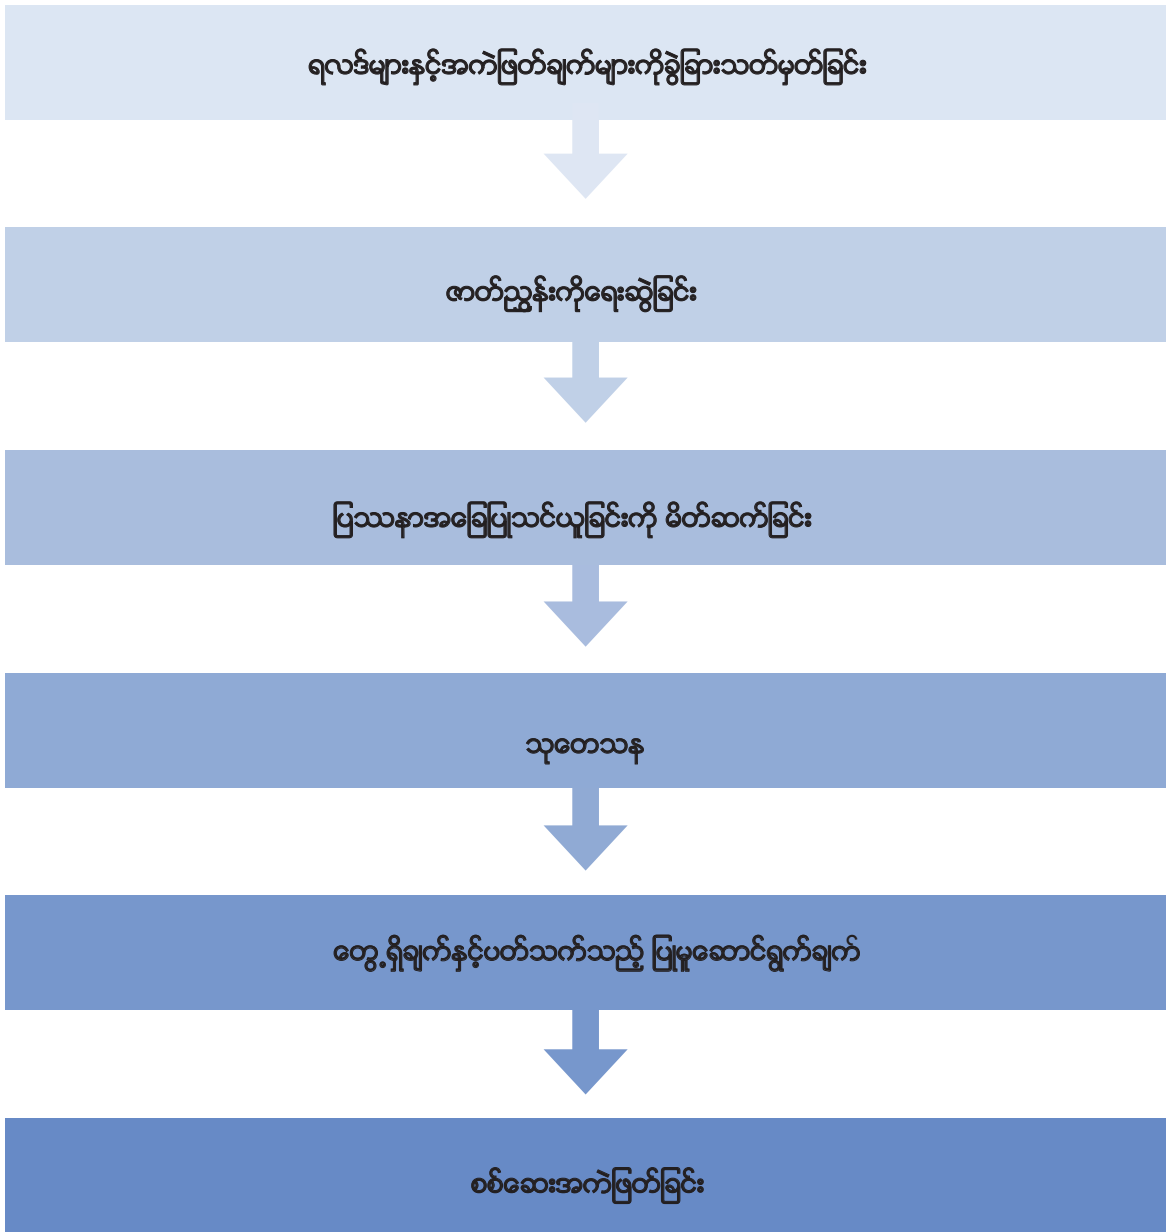 ရလဒ်များနှင့်အကဲဖြတ်ချက်များကိုခွဲခြားသတ်မှတ်ခြင်း
ဇာတ်ညွှန်းကိုရေးဆွဲခြင်း
ပြဿနာအခြေပြုသင်ယူခြင်းကို မိတ်ဆက်ခြင်း
သုတေသန
တွေ့ရှိချက်နှင့်ပတ်သက်သည့် ပြုမူဆောင်ရွက်ချက်
စစ်ဆေးအကဲဖြတ်ခြင်း